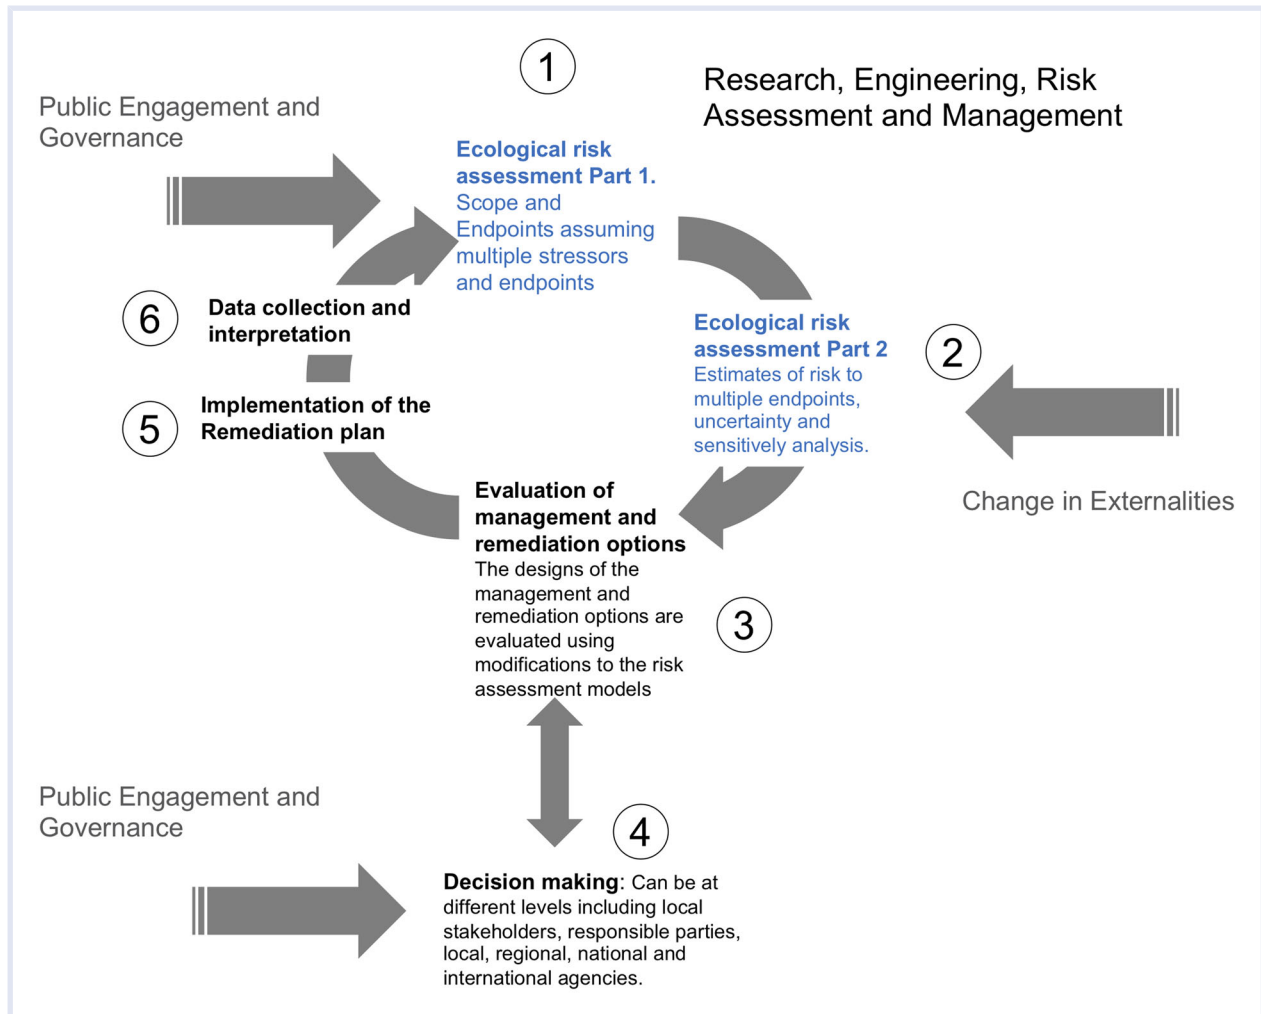 1
Research, Engineering, Risk
Assessment and Management
Public Engagement and
Governance
Ecological risk
assessment Part 1.
Scope and
Endpoints assuming
multiple stressors
and endpoints
6
Data collection and
interpretation
Ecological risk
assessment Part 2
Estimates of risk to
multiple endpoints,
uncertainty and
sensitively analysis.
2
5
Implementation of the
Remediation plan
Change in Externalities
Evaluation of
management and
remediation options
The designs of the
management and
remediation options are
evaluated using
modifications to the risk
assessment models
3
Public Engagement and
Governance
4
Decision making: Can be at
different levels including local
stakeholders, responsible parties,
local, regional, national and
international agencies.